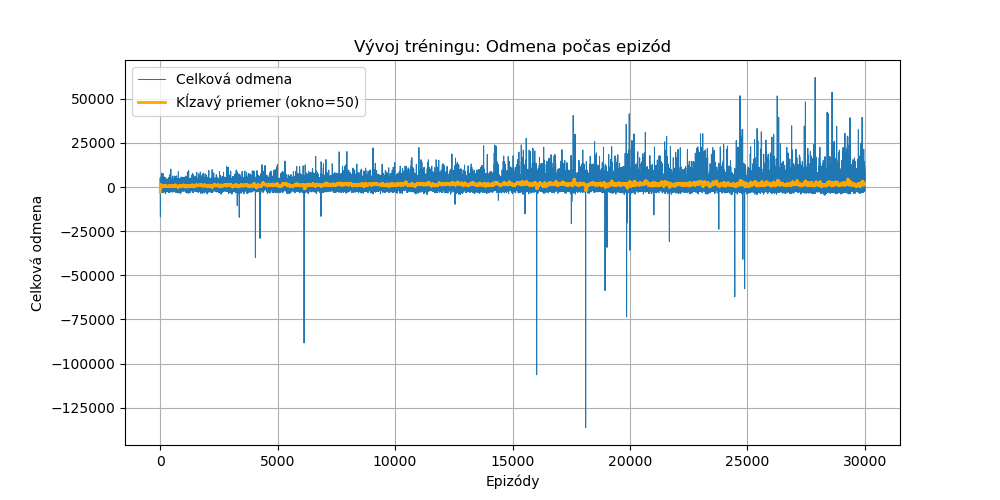 Vývoj tréningu: Odmena počas epizód
Celková odmena
Kĺzavý priemer (okno=50)
50000
25000
0
−25000
−50000
−75000
−100000
−125000
Celková odmena
0 5000 10000 15000 20000 25000 30000
Epizódy